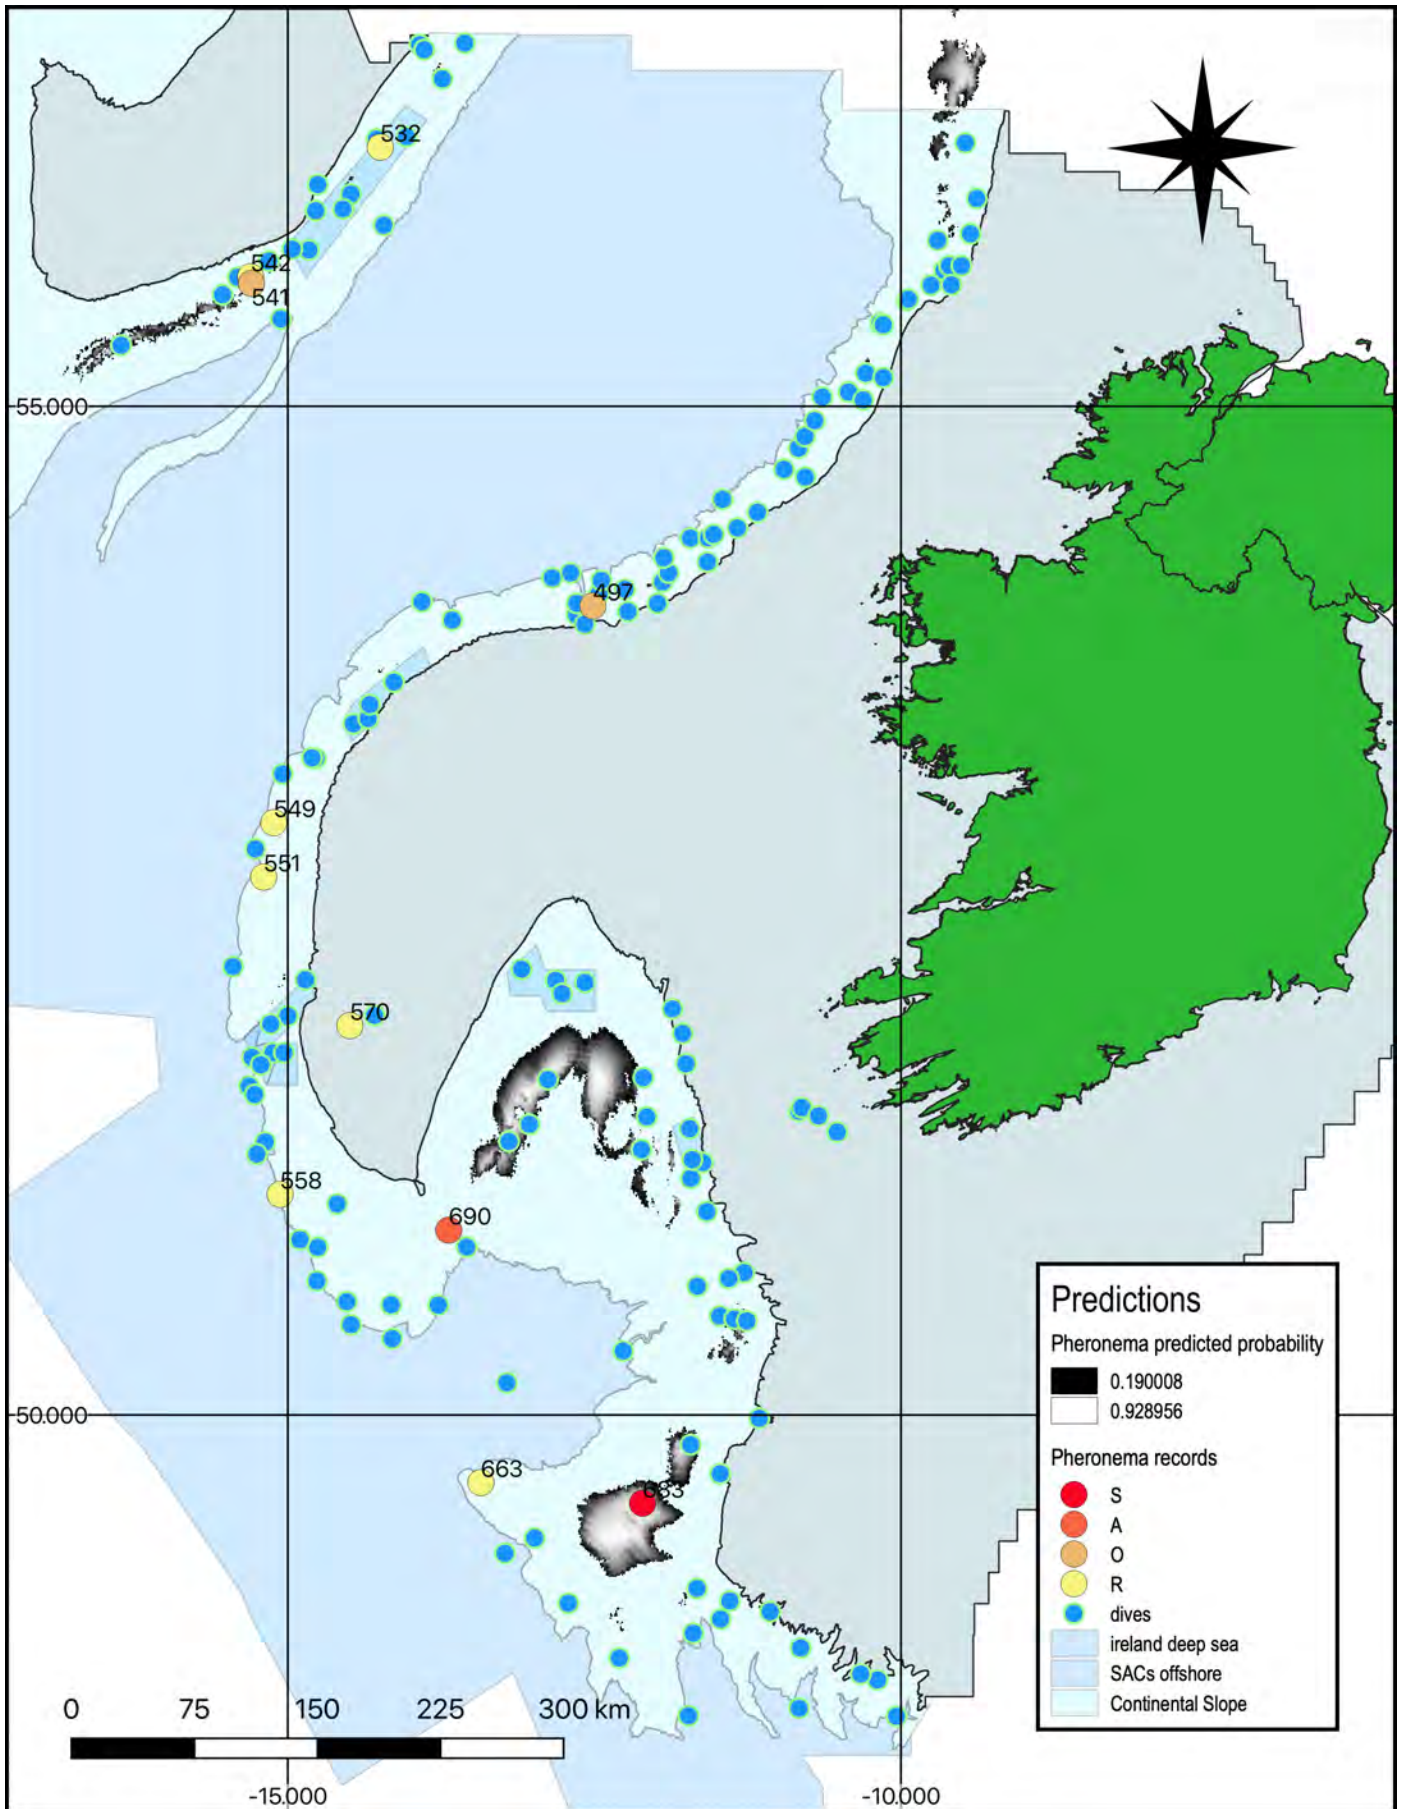 532
542
541
55.000
497
549
551
570
558
690
50.000
663
683
Predictions
Pheronema predicted probability
0.190008
0.928956
Pheronema records
S
A
O
R
dives
ireland deep sea
SACs offshore
Continental Slope
0 75 150 225 300 km
-15.000 -10.000